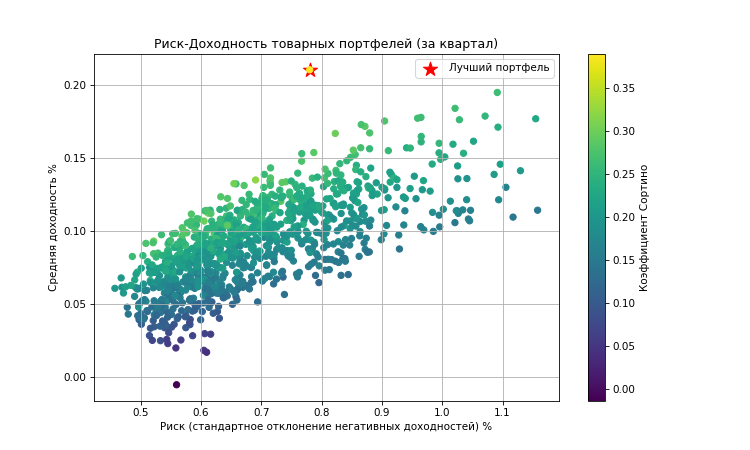 Риск-Доходность товарных портфелей (за квартал)
Лучший портфель
Средняя доходность %
0.20
0.15
0.10
0.05
0.00
0.5 0.6 0.7 0.8 0.9 1.0 1.1
Риск (стандартное отклонение негативных доходностей) %
0.35
0.30
0.25
0.20
0.15
0.10
0.05
0.00
Коэффициент Сортино